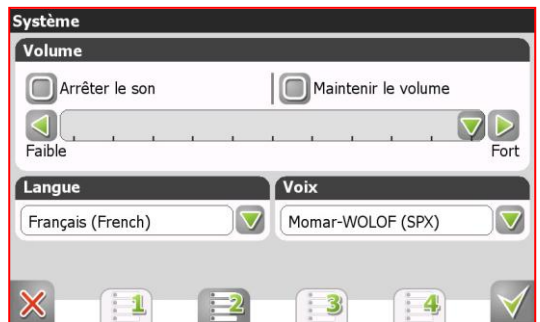 Système
Volume
Arrêter le son
Maintenir le volume
Faible
Fort
Langue
Voix
Français (French)
Momar-WOLOF (SPX)
1
2
3
4